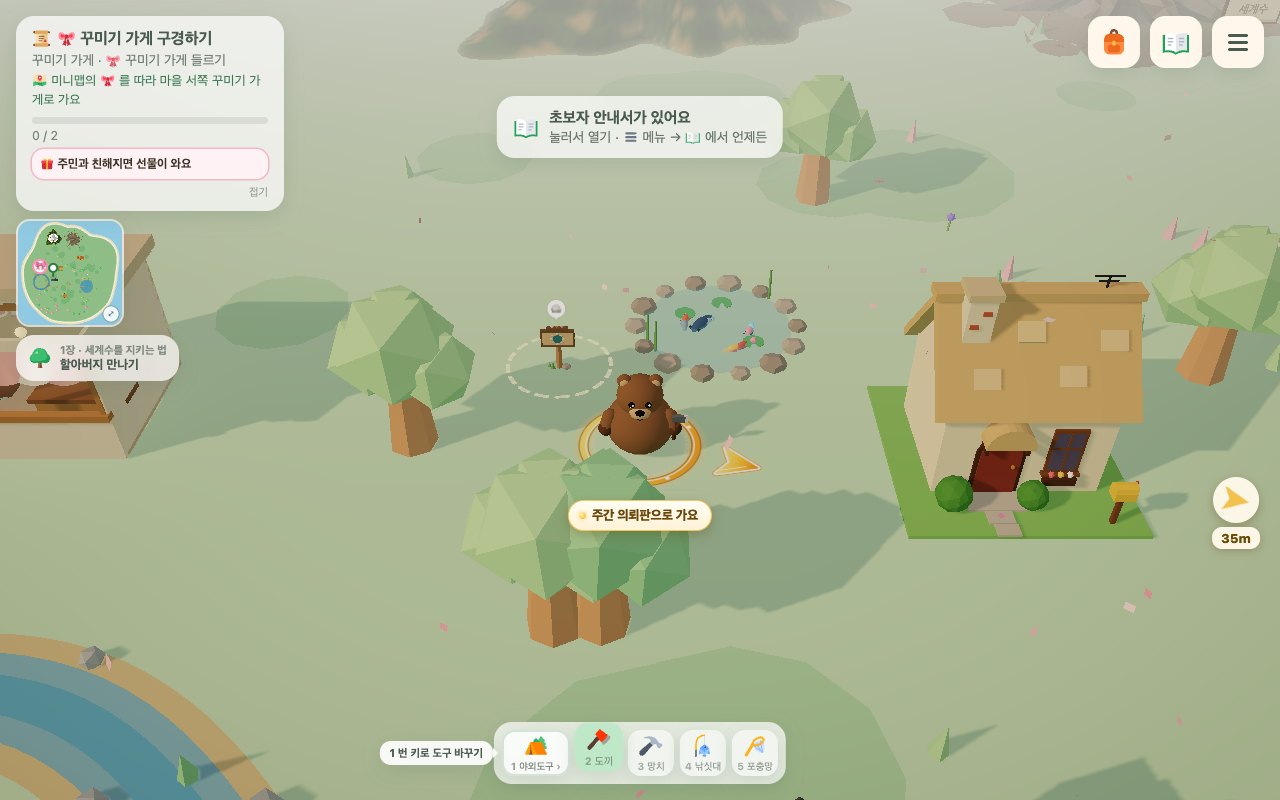 꾸미기 가게 구경하기
꾸미기 가게 · 꾸미기 가게 들르기
미니맵의 를 따라 마을 서쪽 꾸미기 가
게로 가요
0 / 2
주민과 친해지면 선물이 와요
접기
1장 · 세계수를 지키는 법
할아버지 만나기
초보자 안내서가 있어요
눌러서 열기 · 메뉴 → 에서 언제든
세계수
주간 의뢰판으로 가요
35m
1 번 키로 도구 바꾸기
1 야외도구 ›
2 도끼
3 망치
4 낚싯대
5 포충망